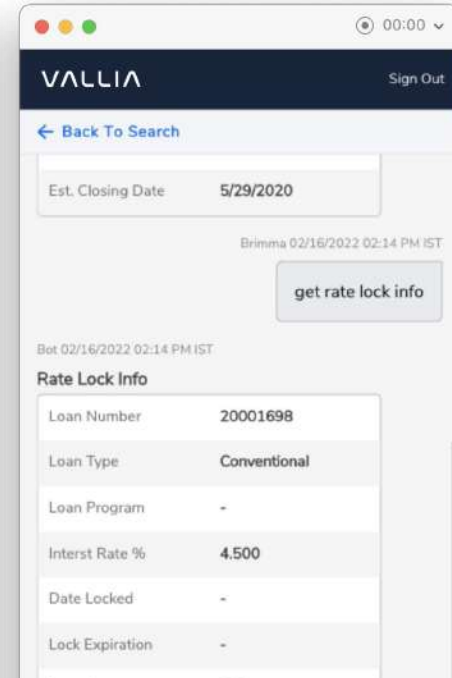 00:00
VALLIA
Sign Out
← Back To Search
Est. Closing Date 5/29/2020
Brimma 02/16/2022 02:14 PM IST
get rate lock info
Bot 02/16/2022 02:14 PM IST
Rate Lock Info
Loan Number 20001698
Loan Type Conventional
Loan Program -
Interst Rate % 4.500
Date Locked -
Lock Expiration -